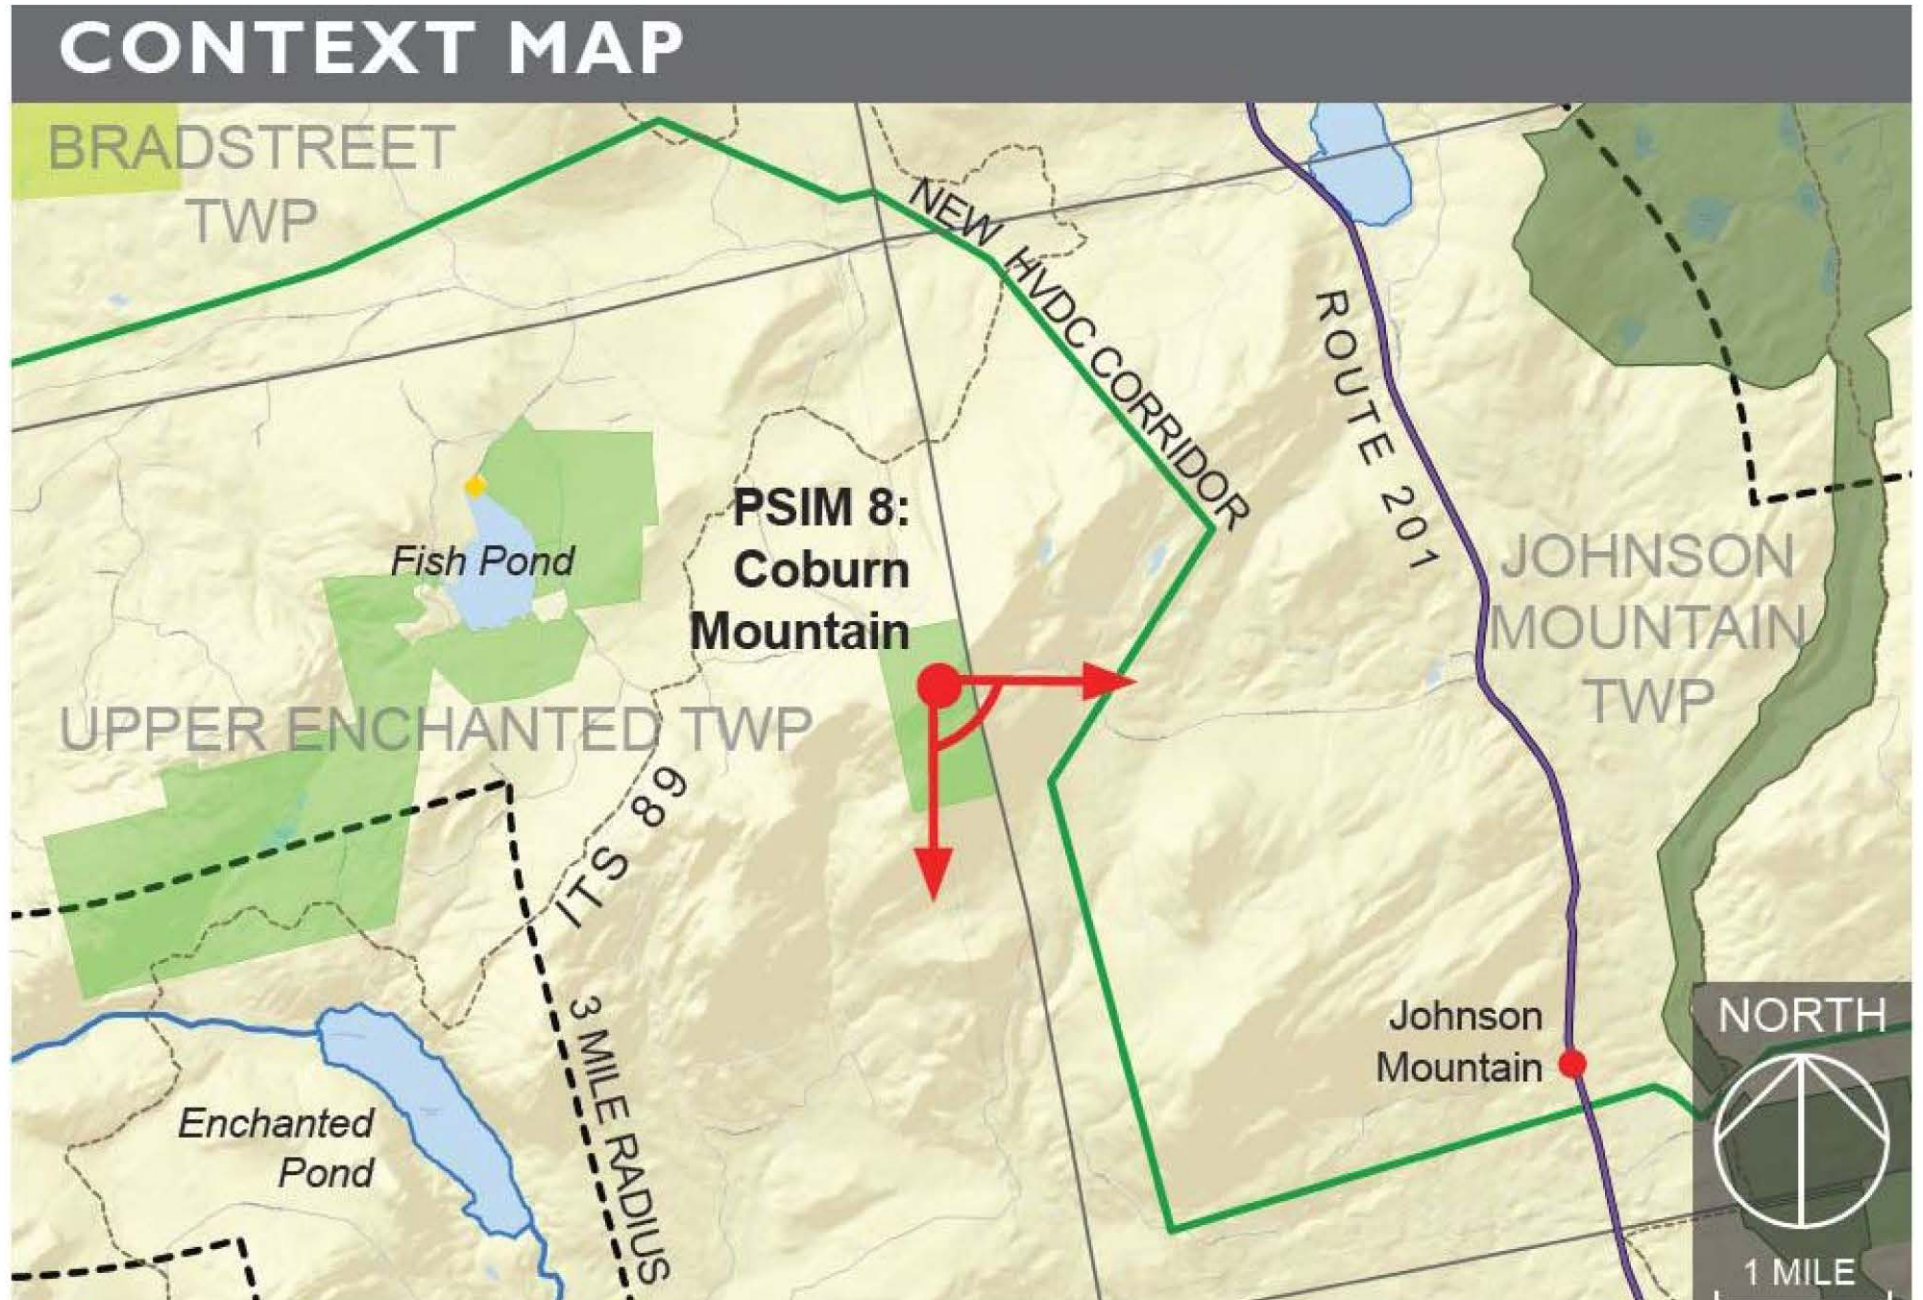 CONTEXT MAP
BRADSTREET
TWP
NEW HVDC CORRIDOR
ROUTE 201
PSIM 8:
Coburn
Mountain
Fish Pond
JOHNSON
MOUNTAIN
TWP
UPPER ENCHANTED TWP
ITS 89
3 MILE RADIUS
Johnson
Mountain
NORTH
Enchanted
Pond
1 MILE